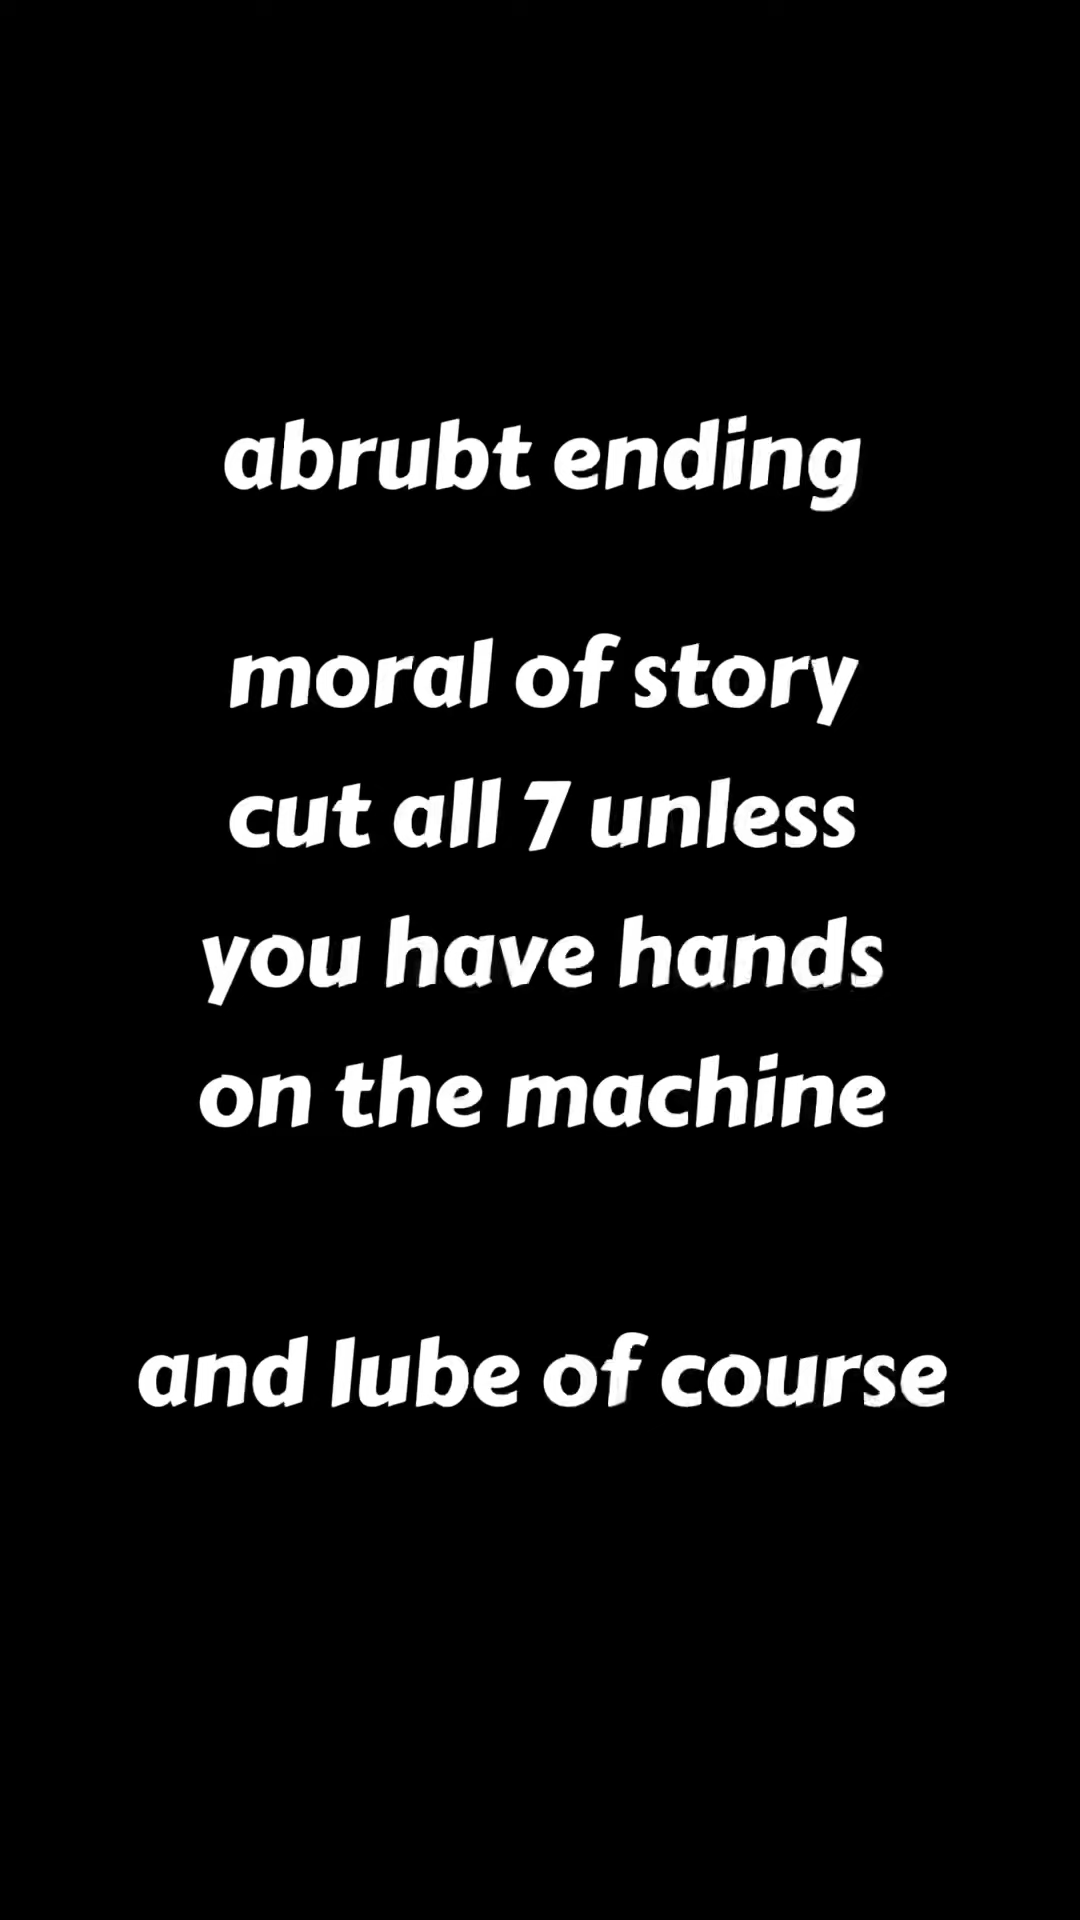 abrubt ending
moral of story
cut all 7 unless
you have hands
on the machine
and lube of course